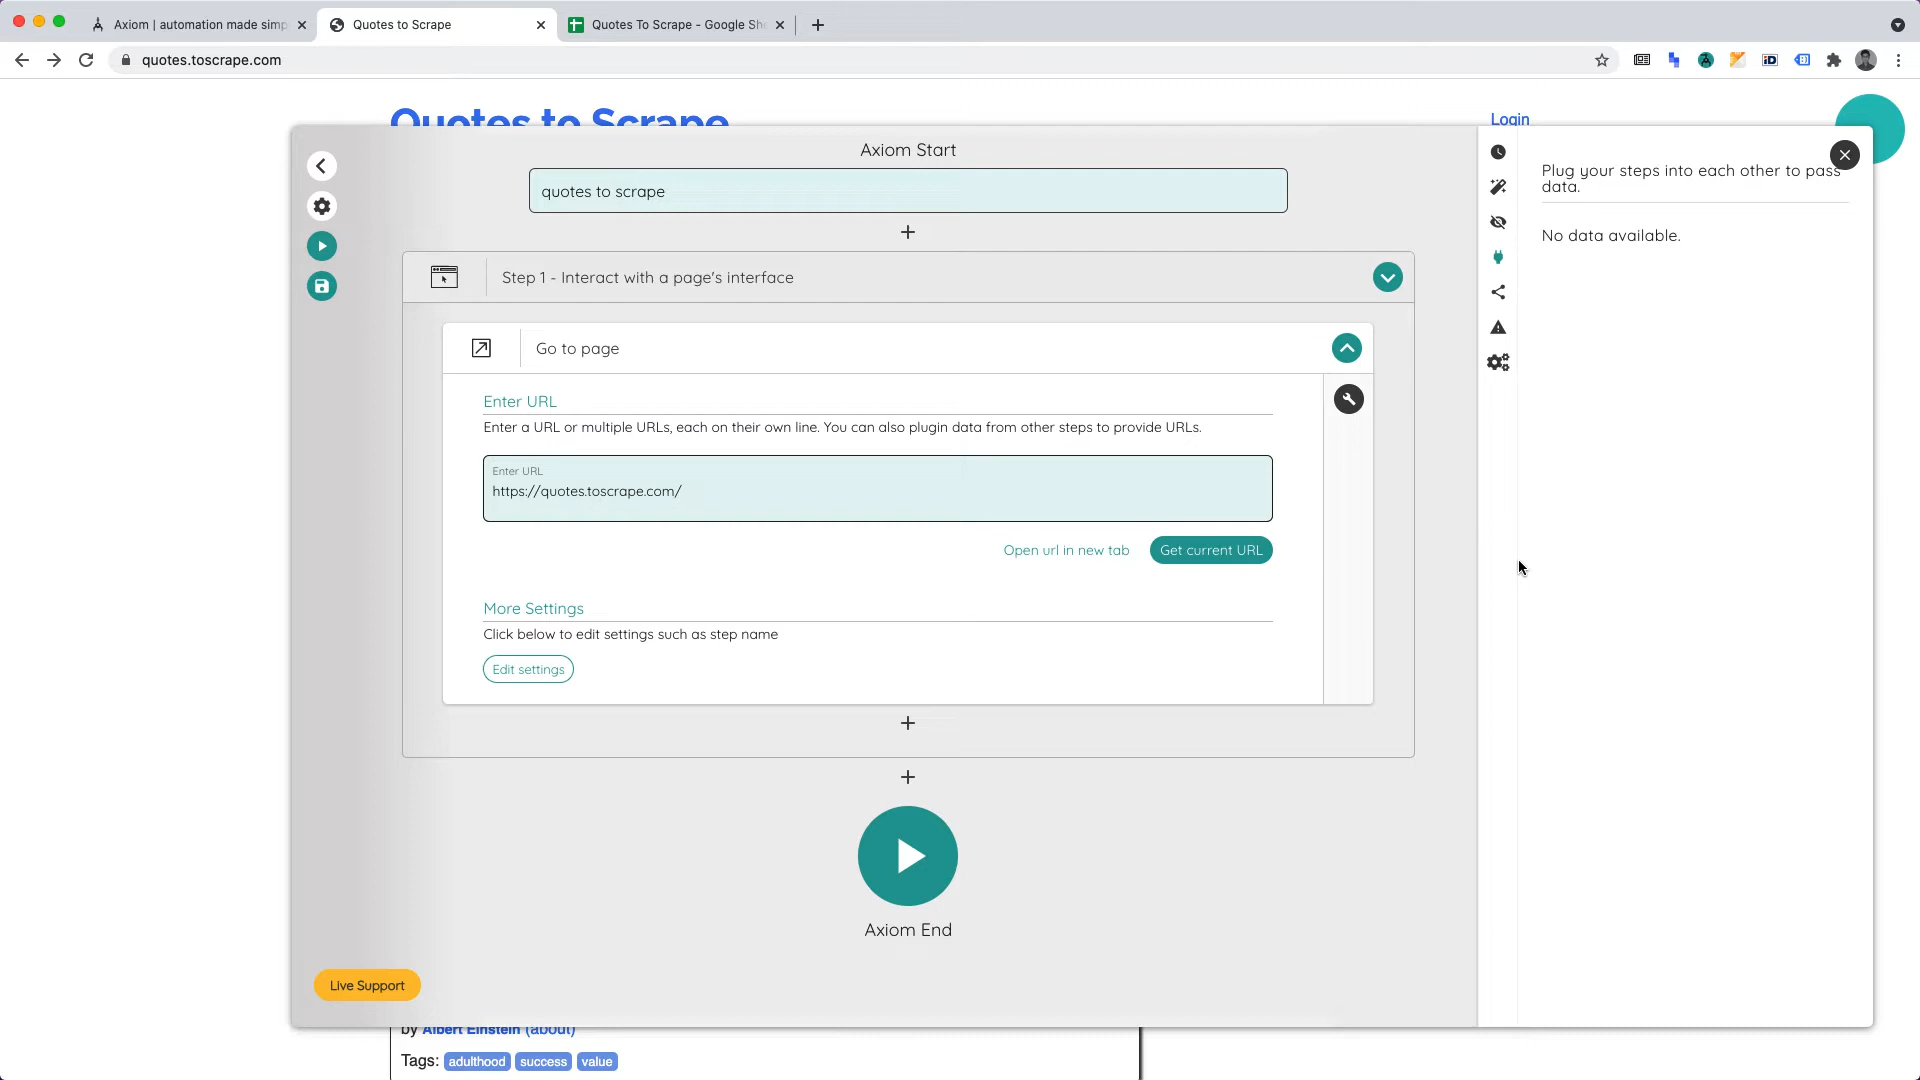 Axiom | automation made simp
Quotes to Scrape
Quotes To Scrape - Google Sh
quotes.toscrape.com
Quotes to Scrape
Login
Axiom Start
quotes to scrape
Step 1 - Interact with a page's interface
Go to page
Enter URL
Enter a URL or multiple URLs, each on their own line. You can also plugin data from other steps to provide URLs.
Enter URL
https://quotes.toscrape.com/
Open url in new tab
Get current URL
More Settings
Click below to edit settings such as step name
Edit settings
Axiom End
Live Support
Plug your steps into each other to pass
data.
No data available.
by Albert Einstein (about)
Tags: adulthood success value